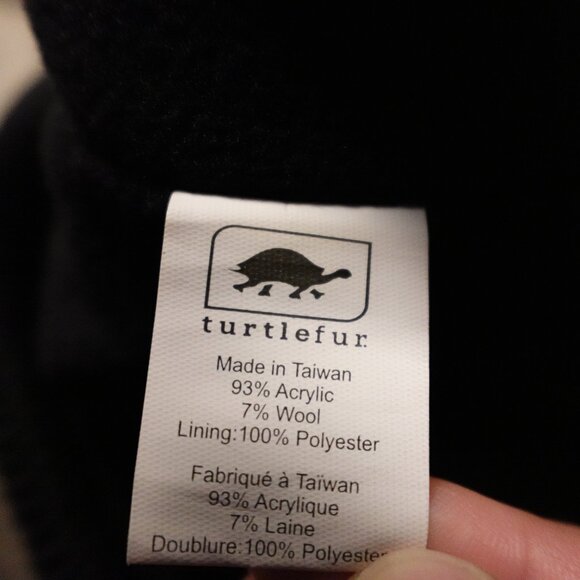 turtlefur
Made in Taiwan
93% Acrylic
7% Wool
Lining:100% Polyester
Fabriqué à Taïwan
93% Acrylique
7% Laine
Doublure:100% Polyester